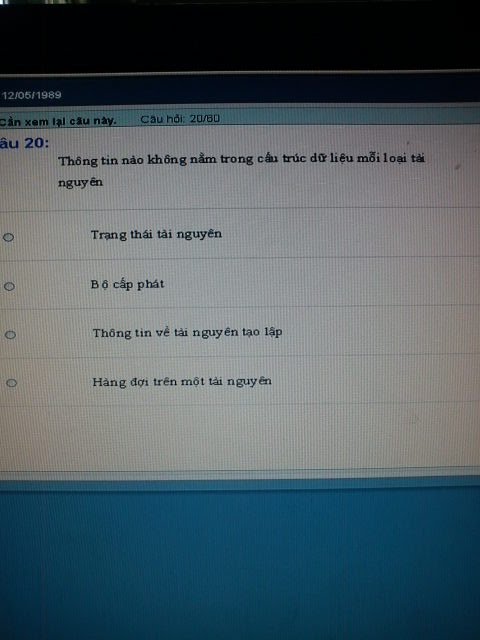 12/05/1989
Cần xem lại câu này. Câu hỏi: 20/60
âu 20:
Thông tin nào không nằm trong cấu trúc dữ liệu mỗi loại tài
nguyên
Trạng thái tài nguyên
Bộ cấp phát
Thông tin về tài nguyên tạo lập
Hàng đợi trên một tài nguyên